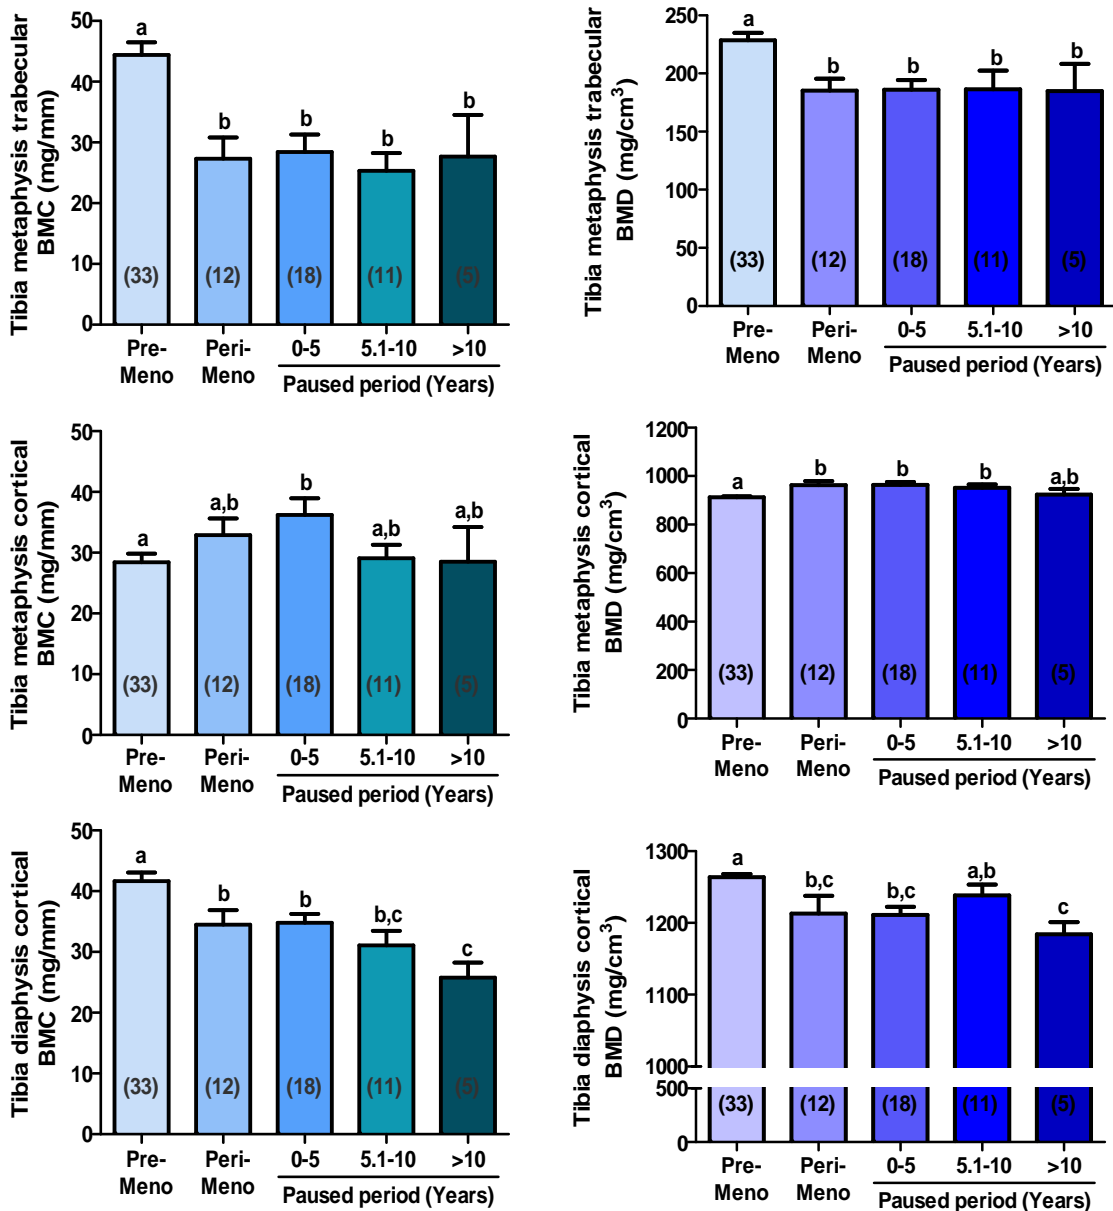 Tibia metaphysis trabecular
BMC (mg/mm)
50
40
30
20
10
0
a
b
b
b
b
(33)
(12)
(18)
(11)
(5)
Pre-
Meno
Peri-
Meno
0-5
5.1-10
>10
Paused period (Years)
Tibia metaphysis trabecular
BMD (mg/cm³)
250
200
150
100
50
0
a
b
b
b
b
(33)
(12)
(18)
(11)
(5)
Pre-
Meno
Peri-
Meno
0-5
5.1-10
>10
Paused period (Years)
Tibia metaphysis cortical
BMC (mg/mm)
50
40
30
20
10
0
a
a,b
b
a,b
a,b
(33)
(12)
(18)
(11)
(5)
Pre-
Meno
Peri-
Meno
0-5
5.1-10
>10
Paused period (Years)
Tibia metaphysis cortical
BMD (mg/cm³)
1200
1000
800
600
400
200
0
a
b
b
b
a,b
(33)
(12)
(18)
(11)
(5)
Pre-
Meno
Peri-
Meno
0-5
5.1-10
>10
Paused period (Years)
Tibia diaphysis cortical
BMC (mg/mm)
50
40
30
20
10
0
a
b
b
b,c
c
(33)
(12)
(18)
(11)
(5)
Pre-
Meno
Peri-
Meno
0-5
5.1-10
>10
Paused period (Years)
Tibia diaphysis cortical
BMD (mg/cm³)
1300
1200
1100
1000
500
0
a
b,c
b,c
a,b
c
(33)
(12)
(18)
(11)
(5)
Pre-
Meno
Peri-
Meno
0-5
5.1-10
>10
Paused period (Years)